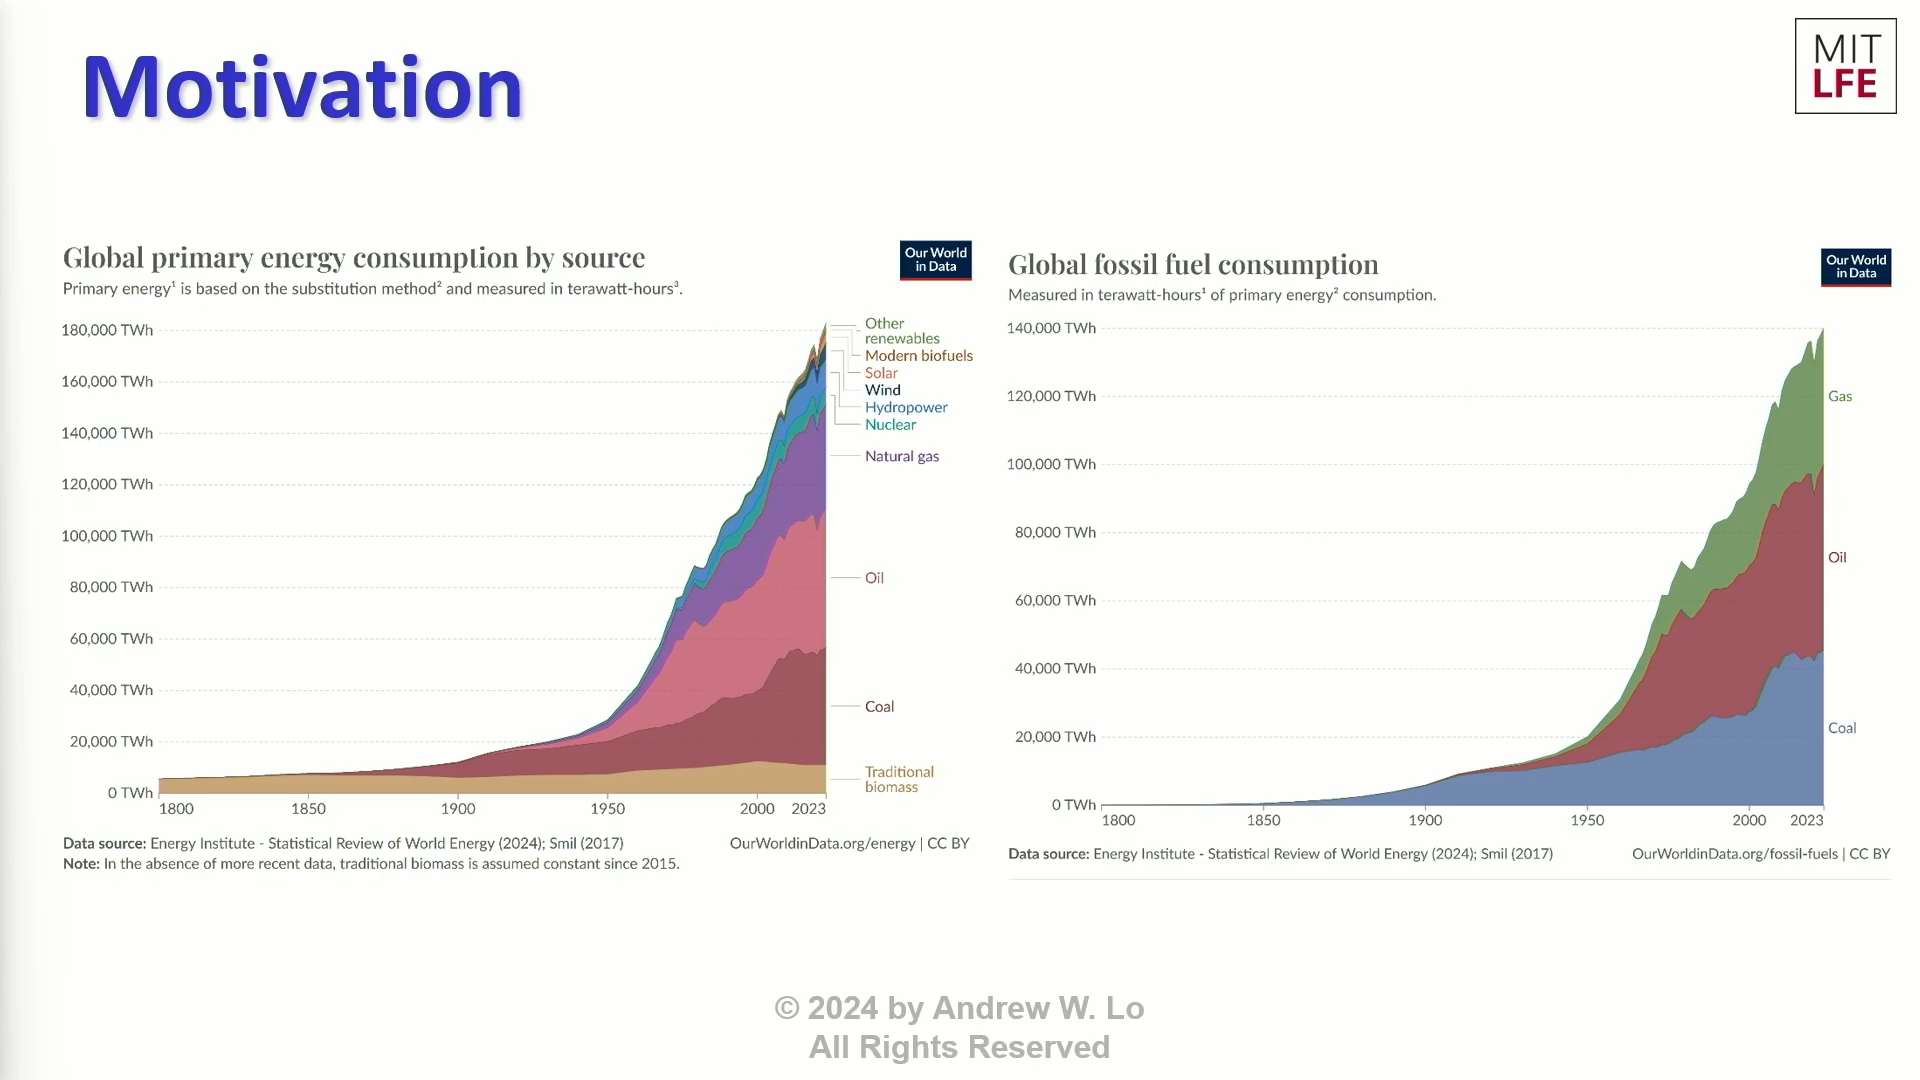 Motivation
MIT
LFE
Global primary energy consumption by source
Primary energy¹ is based on the substitution method² and measured in terawatt-hours³.
Our World
in Data
180,000 TWh
160,000 TWh
140,000 TWh
120,000 TWh
100,000 TWh
80,000 TWh
60,000 TWh
40,000 TWh
20,000 TWh
0 TWh
1800
1850
1900
1950
2000
2023
Other
renewables
Modern biofuels
Solar
Wind
Hydropower
Nuclear
Natural gas
Oil
Coal
Traditional
biomass
Data source: Energy Institute - Statistical Review of World Energy (2024); Smil (2017)
OurWorldinData.org/energy | CC BY
Note: In the absence of more recent data, traditional biomass is assumed constant since 2015.
Global fossil fuel consumption
Measured in terawatt-hours¹ of primary energy² consumption.
Our World
in Data
140,000 TWh
120,000 TWh
100,000 TWh
80,000 TWh
60,000 TWh
40,000 TWh
20,000 TWh
0 TWh
1800
1850
1900
1950
2000
2023
Gas
Oil
Coal
Data source: Energy Institute - Statistical Review of World Energy (2024); Smil (2017)
OurWorldinData.org/fossil-fuels | CC BY
© 2024 by Andrew W. Lo
All Rights Reserved